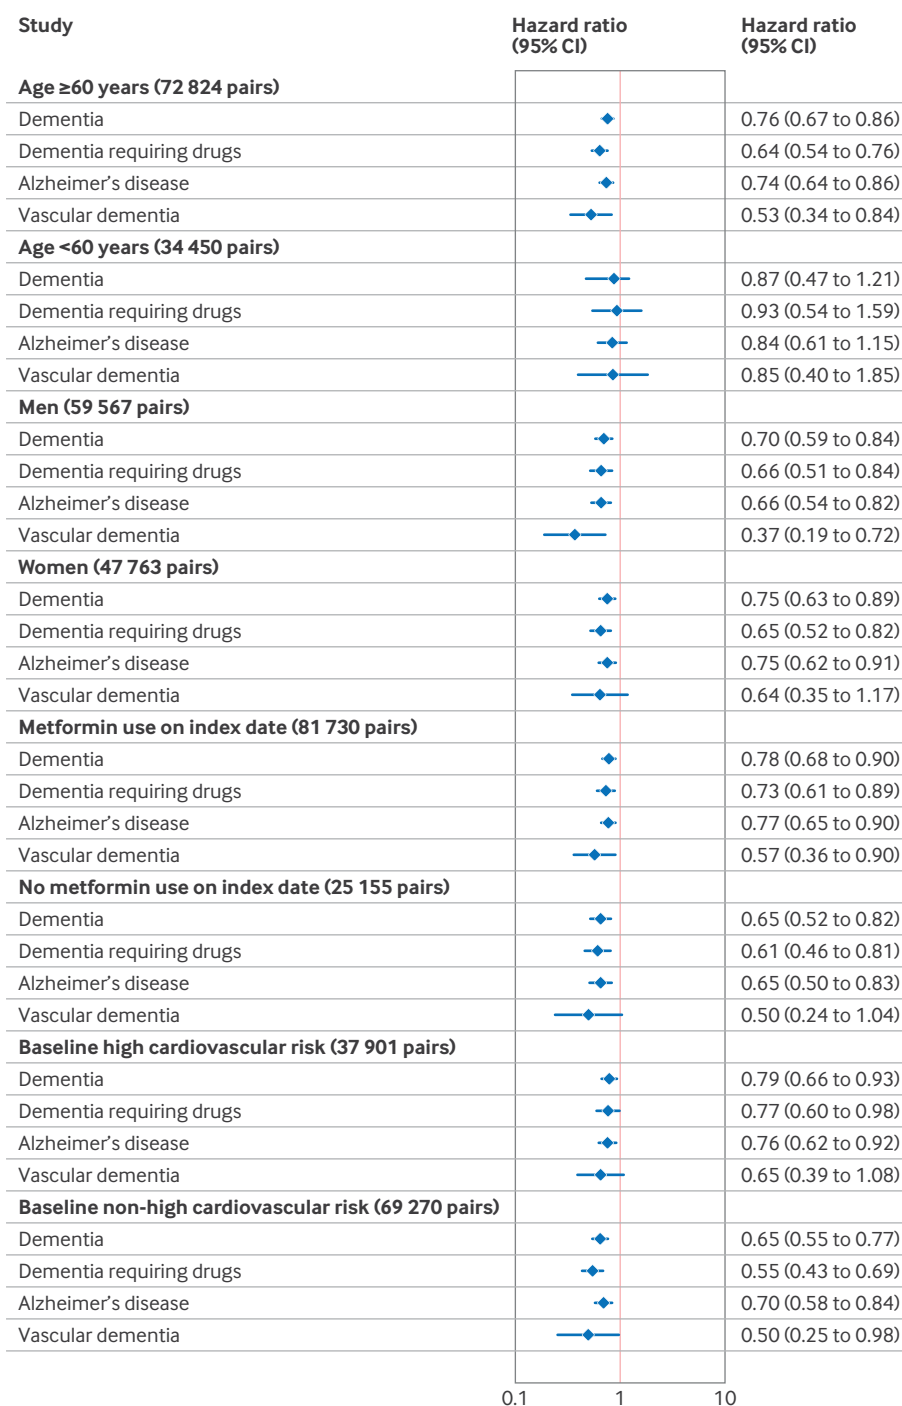 Study Hazard ratio Hazard ratio
(95% CI) (95% CI)
Age ≥60 years (72 824 pairs)
Dementia 0.76 (0.67 to 0.86)
Dementia requiring drugs 0.64 (0.54 to 0.76)
Alzheimer's disease 0.74 (0.64 to 0.86)
Vascular dementia 0.53 (0.34 to 0.84)
Age <60 years (34 450 pairs)
Dementia 0.87 (0.47 to 1.21)
Dementia requiring drugs 0.93 (0.54 to 1.59)
Alzheimer's disease 0.84 (0.61 to 1.15)
Vascular dementia 0.85 (0.40 to 1.85)
Men (59 567 pairs)
Dementia 0.70 (0.59 to 0.84)
Dementia requiring drugs 0.66 (0.51 to 0.84)
Alzheimer's disease 0.66 (0.54 to 0.82)
Vascular dementia 0.37 (0.19 to 0.72)
Women (47 763 pairs)
Dementia 0.75 (0.63 to 0.89)
Dementia requiring drugs 0.65 (0.52 to 0.82)
Alzheimer's disease 0.75 (0.62 to 0.91)
Vascular dementia 0.64 (0.35 to 1.17)
Metformin use on index date (81 730 pairs)
Dementia 0.78 (0.68 to 0.90)
Dementia requiring drugs 0.73 (0.61 to 0.89)
Alzheimer's disease 0.77 (0.65 to 0.90)
Vascular dementia 0.57 (0.36 to 0.90)
No metformin use on index date (25 155 pairs)
Dementia 0.65 (0.52 to 0.82)
Dementia requiring drugs 0.61 (0.46 to 0.81)
Alzheimer's disease 0.65 (0.50 to 0.83)
Vascular dementia 0.50 (0.24 to 1.04)
Baseline high cardiovascular risk (37 901 pairs)
Dementia 0.79 (0.66 to 0.93)
Dementia requiring drugs 0.77 (0.60 to 0.98)
Alzheimer's disease 0.76 (0.62 to 0.92)
Vascular dementia 0.65 (0.39 to 1.08)
Baseline non-high cardiovascular risk (69 270 pairs)
Dementia 0.65 (0.55 to 0.77)
Dementia requiring drugs 0.55 (0.43 to 0.69)
Alzheimer's disease 0.70 (0.58 to 0.84)
Vascular dementia 0.50 (0.25 to 0.98)
0.1 1 10